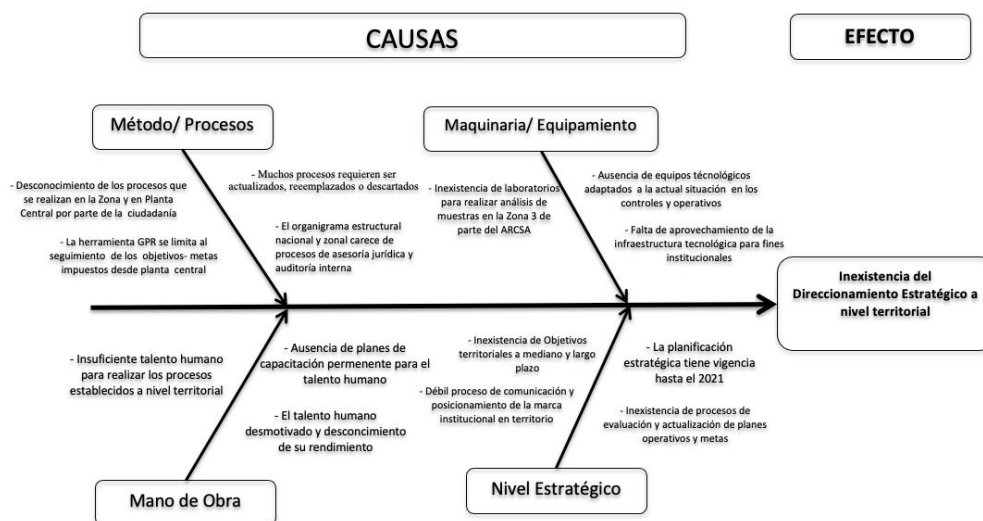 CAUSAS
EFECTO
Método/ Procesos
Maquinaria/ Equipamiento
- Desconocimiento de los procesos que
se realizan en la Zona y en Planta
Central por parte de la ciudadanía
- La herramienta GPR se limita al
seguimiento de los objetivos- metas
impuestos desde planta central
- Muchos procesos requieren ser
actualizados, reeemplazados o descartados
- El organigrama estructural
nacional y zonal carece de
procesos de asesoría jurídica y
auditoría interna
- Inexistencia de laboratorios
para realizar análisis de
muestras en la Zona 3 de
parte del ARCSA
- Ausencia de equipos técnológicos
adaptados a la actual situación en los
controles y operativos
- Falta de aprovechamiento de la
infraestructura tecnológica para fines
institucionales
Inexistencia del
Direccionamiento Estratégico a
nivel territorial
- Insuficiente talento humano
para realizar los procesos
establecidos a nivel territorial
- Ausencia de planes de
capacitación permenente para el
talento humano
- El talento humano
desmotivado y desconcimiento
de su rendimiento
- Inexistencia de Objetivos
territoriales a mediano y largo
plazo
- Débil proceso de comunicación y
posicionamiento de la marca
institucional en territorio
- La planificación
estratégica tiene vigencia
hasta el 2021
- Inexistencia de procesos de
evaluación y actualización de planes
operativos y metas
Mano de Obra
Nivel Estratégico